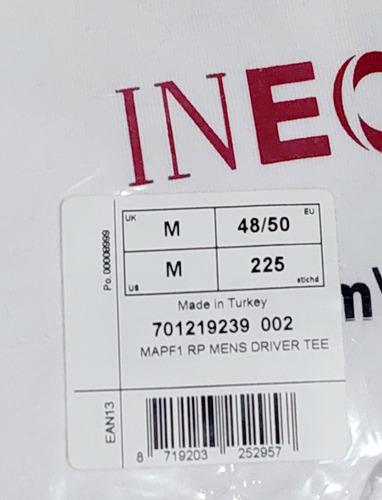 INEO
UK M 48/50 EU
US M 225 stichd
Made in Turkey
701219239 002
MAPF1 RP MENS DRIVER TEE
Po.00008999
EAN13
8 719203 252957